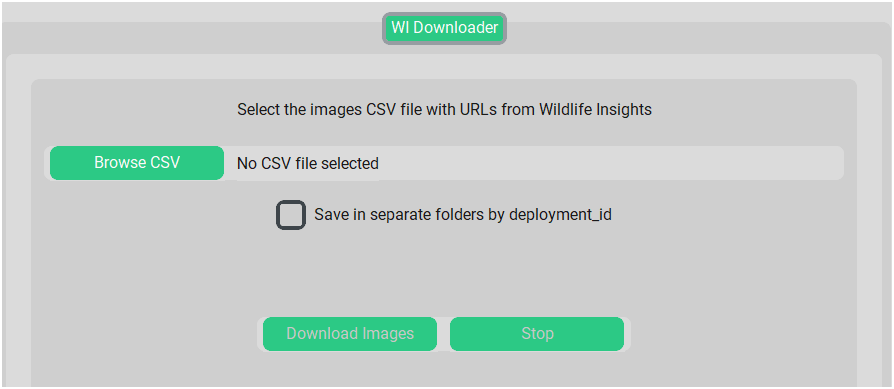 WI Downloader
Select the images CSV file with URLs from Wildlife Insights
Browse CSV
No CSV file selected
Save in separate folders by deployment_id
Download Images
Stop